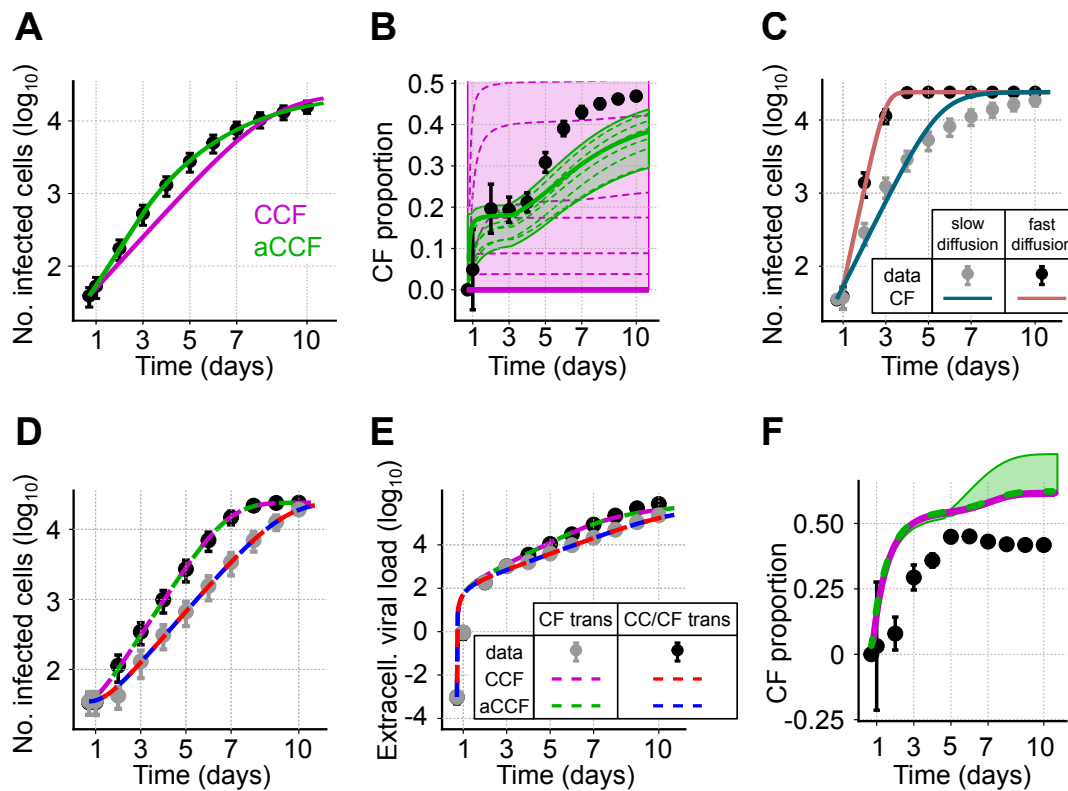 A
No. infected cells (log10)
4
3
2
CCF
aCCF
1 3 5 7 10
Time (days)
B
CF proportion
0.5
0.4
0.3
0.2
0.1
0.0
1 3 5 7 10
Time (days)
C
No. infected cells (log10)
4
3
2
slow diffusion
fast diffusion
data
CF
1 3 5 7 10
Time (days)
D
No. infected cells (log10)
4
3
2
1 3 5 7 10
Time (days)
E
Extracell. viral load (log10)
4
2
0
-2
-4
CF trans CC/CF trans
data
CCF
aCCF
1 3 5 7 10
Time (days)
F
CF proportion
0.50
0.25
0
-0.25
1 3 5 7 10
Time (days)